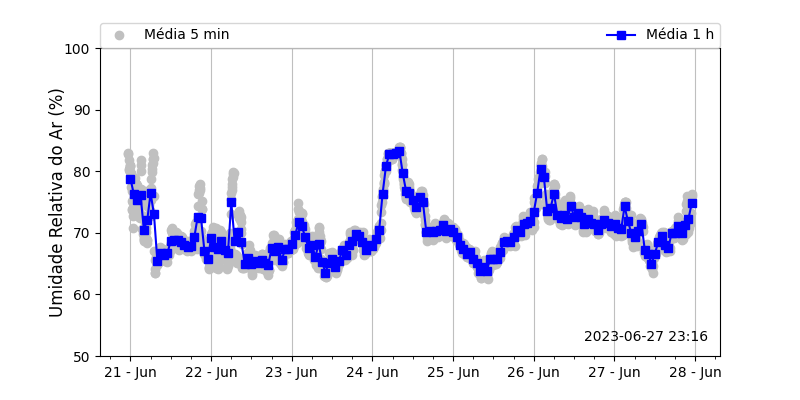 Média 5 min
Média 1 h
Umidade Relativa do Ar (%)
100
90
80
70
60
50
2023-06-27 23:16
21 - Jun
22 - Jun
23 - Jun
24 - Jun
25 - Jun
26 - Jun
27 - Jun
28 - Jun